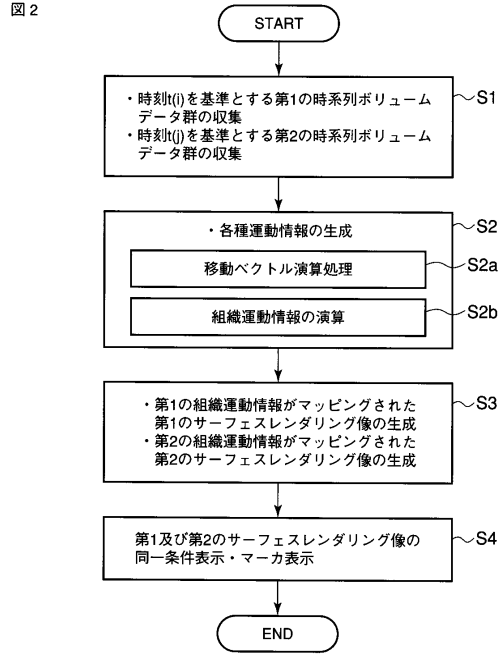 図2
START
S1
・時刻t(i)を基準とする第1の時系列ボリューム
データ群の収集
・時刻t(j)を基準とする第2の時系列ボリューム
データ群の収集
S2
・各種運動情報の生成
移動ベクトル演算処理
S2a
組織運動情報の演算
S2b
S3
・第1の組織運動情報がマッピングされた
第1のサーフェスレンダリング像の生成
・第2の組織運動情報がマッピングされた
第2のサーフェスレンダリング像の生成
S4
第1及び第2のサーフェスレンダリング像の
同一条件表示・マーカ表示
END